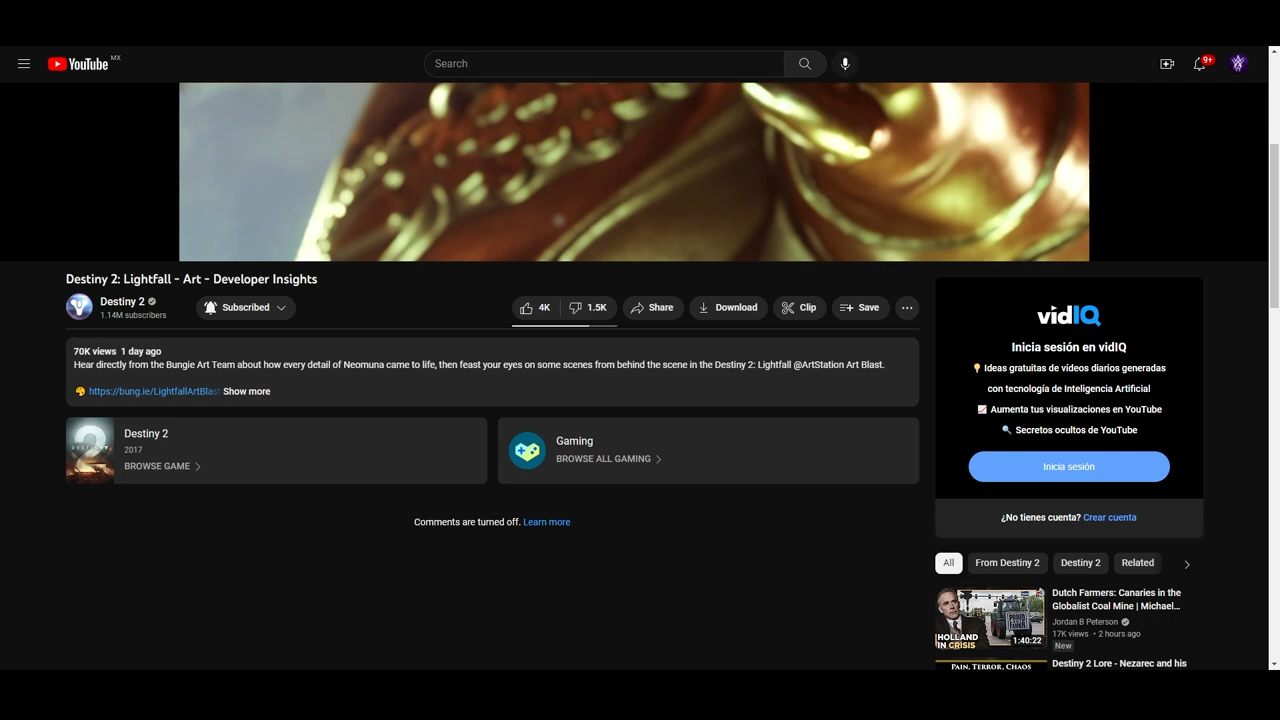 YouTube MX
Search
9+
Destiny 2: Lightfall - Art - Developer Insights
Destiny 2
1.14M subscribers
Subscribed
4K
1.5K
Share
Download
Clip
Save
70K views 1 day ago
Hear directly from the Bungie Art Team about how every detail of Neomuna came to life, then feast your eyes on some scenes from behind the scene in the Destiny 2: Lightfall @ArtStation Art Blast.
https://bung.ie/LightfallArtBlast Show more
Destiny 2
2017
BROWSE GAME
Gaming
BROWSE ALL GAMING
Comments are turned off. Learn more
vidIQ
Inicia sesión en vidIQ
Ideas gratuitas de vídeos diarios generadas
con tecnología de Inteligencia Artificial
Aumenta tus visualizaciones en YouTube
Secretos ocultos de YouTube
Inicia sesión
¿No tienes cuenta? Crear cuenta
All
From Destiny 2
Destiny 2
Related
HOLLAND
IN CRISIS
1:40:22
Dutch Farmers: Canaries in the
Globalist Coal Mine | Michael...
Jordan B Peterson
17K views • 2 hours ago
New
PAIN, TERROR, CHAOS
Destiny 2 Lore - Nezarec and his